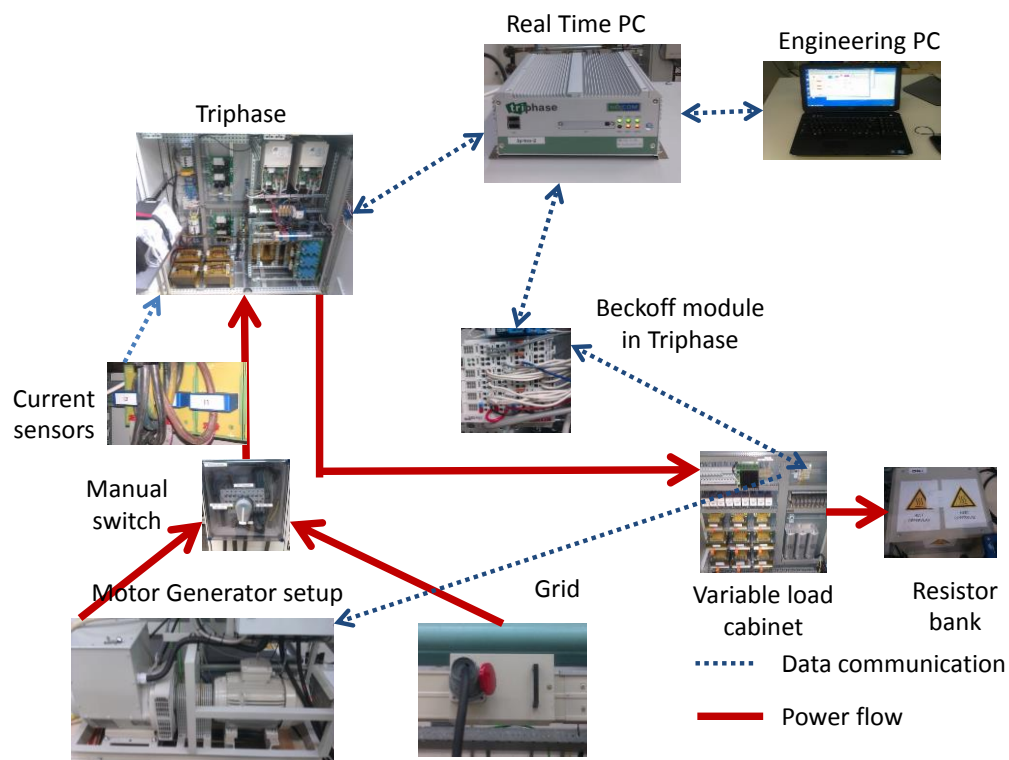 Real Time PC
Engineering PC
Triphase
triphase
Beckoff module
in Triphase
Current
sensors
Manual
switch
Motor Generator setup
Grid
Variable load
cabinet
Resistor
bank
Data communication
Power flow